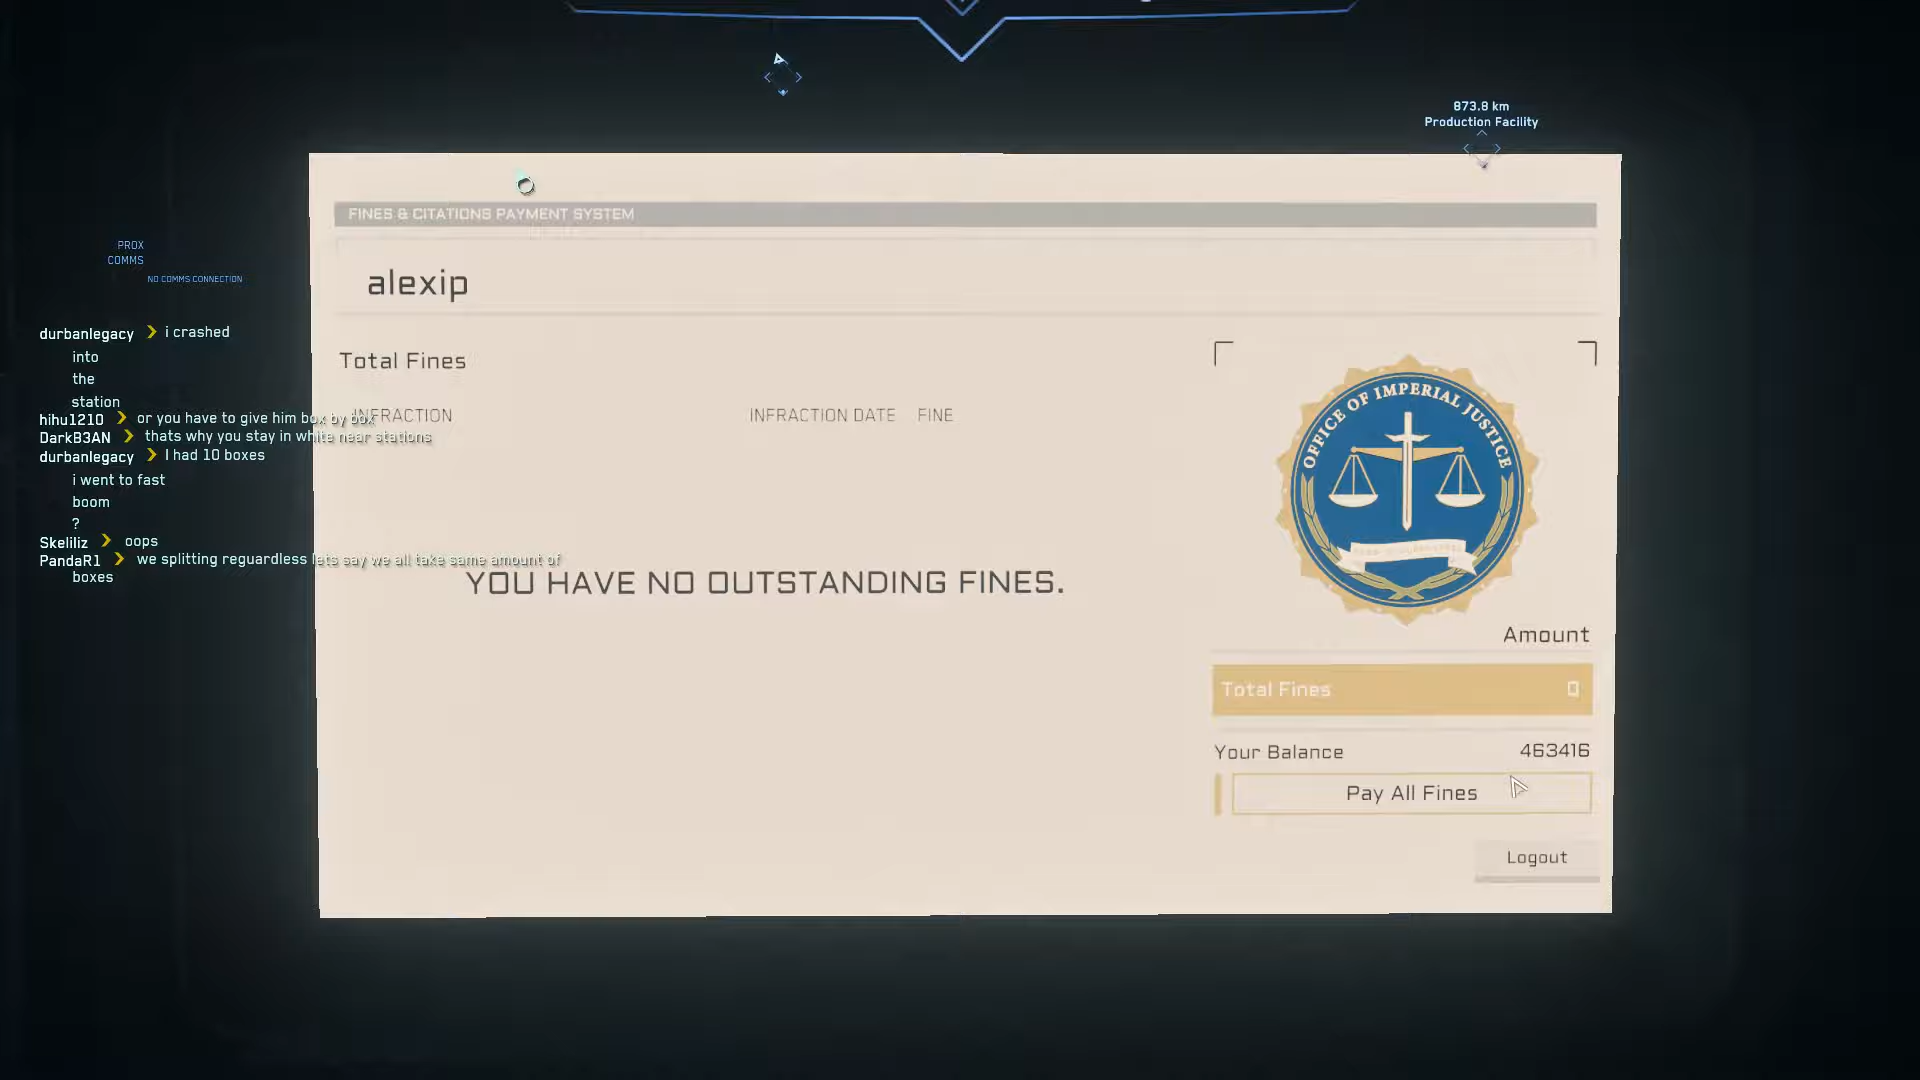 873.8 km
Production Facility
FINES & CITATIONS PAYMENT SYSTEM
alexip
PROX
COMMS
NO COMMS CONNECTION
durbanlegacy > i crashed
into
the
station
hihu1210 > or you have to give him box by box
DarkB3AN > thats why you stay in white near stations
durbanlegacy > I had 10 boxes
i went to fast
boom
?
Skeliliz > oops
PandaR1 > we splitting reguardless lets say we all take same amount of
boxes
Total Fines
INFRACTION INFRACTION DATE FINE
YOU HAVE NO OUTSTANDING FINES.
OFFICE OF IMPERIAL JUSTICE
Amount
Total Fines 0
Your Balance 463416
Pay All Fines
Logout